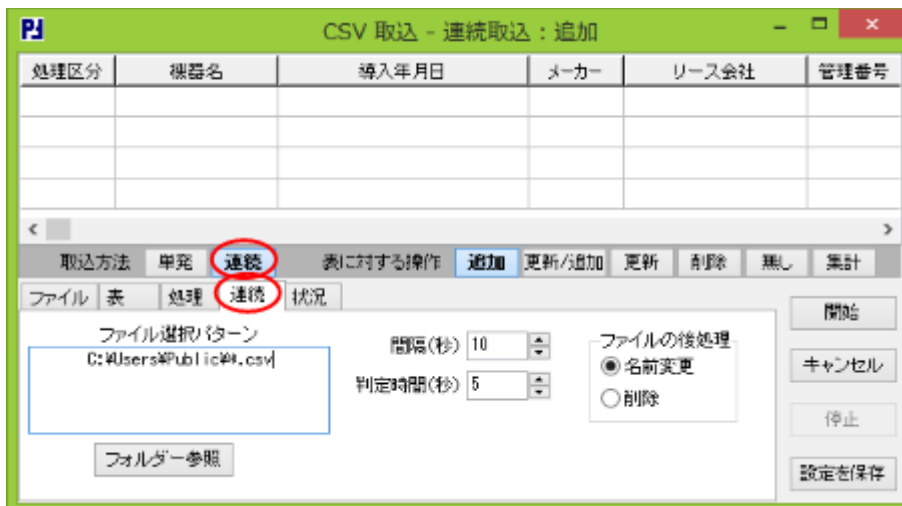 CSV 取込 - 連続取込 : 追加
処理区分 機器名 導入年月日 メーカー リース会社 管理番号
取込方法 単発 連続 表に対する操作 追加 更新/追加 更新 削除 無し 集計
ファイル 表 処理 連続 状況
ファイル選択パターン
C:¥Users¥Public¥*.csv
フォルダー参照
間隔(秒) 10
判定時間(秒) 5
ファイルの後処理
名前変更
削除
開始
キャンセル
停止
設定を保存